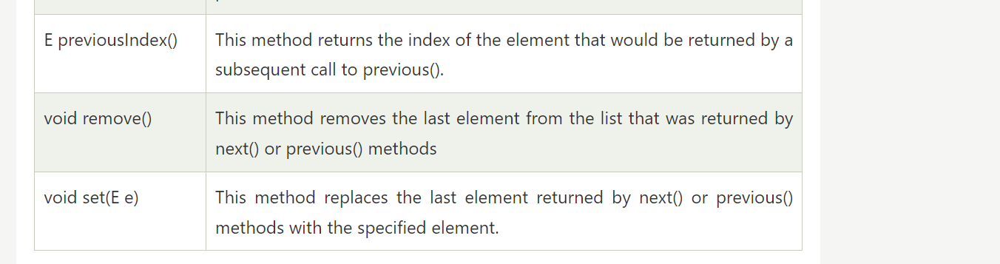 E previousIndex()
This method returns the index of the element that would be returned by a
subsequent call to previous().
void remove()
This method removes the last element from the list that was returned by
next() or previous() methods
void set(E e)
This method replaces the last element returned by next() or previous()
methods with the specified element.